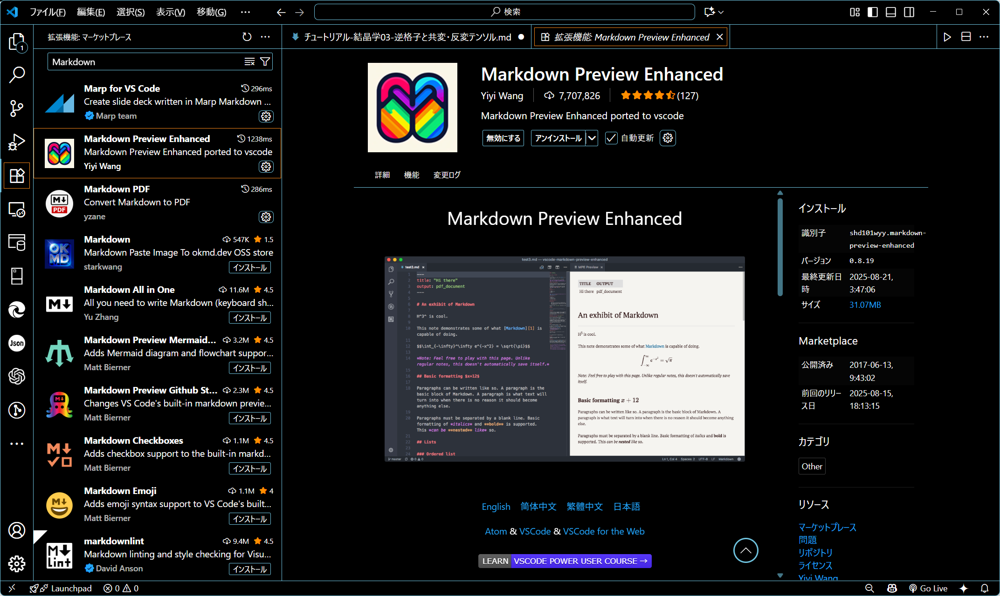 ファイル(F) 編集(E) 選択(S) 表示(V) 移動(G) … 検索
拡張機能: マーケットプレース
チュートリアル-結晶学03-逆格子と共変・反変テンソル.md
拡張機能: Markdown Preview Enhanced
1
Markdown
Marp for VS Code 296ms
Create slide deck written in Marp Markdown ...
Marp team
Markdown Preview Enhanced 1238ms
Markdown Preview Enhanced ported to vscode
Yiyi Wang
Markdown PDF 286ms
Convert Markdown to PDF
yzane
M PDF
Markdown 547K 1.5
Markdown Paste Image To okmd.dev OSS store
starkwang インストール
OK MD
Markdown All in One 11.6M 4.5
All you need to write Markdown (keyboard sh...
Yu Zhang インストール
M
Markdown Preview Mermaid... 3.2M 4.5
Adds Mermaid diagram and flowchart suppor...
Matt Bierner インストール
Json
Markdown Preview Github St... 2.3M 4.5
Changes VS Code's built-in markdown previe...
Matt Bierner インストール
M
Markdown Checkboxes 1.1M 4.5
Adds checkbox support to the built-in markd...
Matt Bierner インストール
M
Markdown Emoji 1.1M 4
Adds emoji syntax support to VS Code's built...
Matt Bierner インストール
M
markdownlint 9.4M 4.5
Markdown linting and style checking for Visu...
David Anson インストール
M
Lint
Markdown Preview Enhanced
Yiyi Wang 7,707,826 (127)
Markdown Preview Enhanced ported to vscode
無効にする アンインストール 自動更新
詳細 機能 変更ログ
Markdown Preview Enhanced
test3.md — vscode-markdown-preview-enhanced
test3.md × MPE Preview ×
1 ---
2 title: "Hi there"
3 output: pdf_document
4 ---
5
6 # An exhibit of Markdown
7
8 H^3^ is cool.
9
10 This note demonstrates some of what [Markdown][1] is
capable of doing.
11
12 $$\int_{-\infty}^\infty e^{-x^2} = \sqrt{\pi}$$
13
14 *Note: Feel free to play with this page. Unlike
regular notes, this doesn't automatically save itself.*
15
16 ## Basic formatting $x+12$
17
18 Paragraphs can be written like so. A paragraph is the
basic block of Markdown. A paragraph is what text will
turn into when there is no reason it should become
anything else.
19
20 Paragraphs must be separated by a blank line. Basic
formatting of *italics* and **bold** is supported.
This *can be **nested** like* so.
21
22 ## Lists
23
24 ### Ordered list
TITLE OUTPUT
Hi there pdf_document
An exhibit of Markdown
H3 is cool.
This note demonstrates some of what Markdown is capable of doing.
∫−∞∞ e−x2 = √π
Note: Feel free to play with this page. Unlike regular notes, this doesn't automatically save
itself.
Basic formatting x + 12
Paragraphs can be written like so. A paragraph is the basic block of Markdown. A
paragraph is what text will turn into when there is no reason it should become anything
else.
Paragraphs must be separated by a blank line. Basic formatting of italics and bold is
supported. This can be nested like so.
master 0 0 Ln 1, Col 4 Spaces: 2 UTF-8 LF Markdown
English 简体中文 繁體中文 日本語
Atom & VSCode & VSCode for the Web
LEARN VSCODE POWER USER COURSE →
インストール
識別子 shd101wyy.markdown-
preview-enhanced
バージョン 0.8.19
最終更新日 2025-08-21,
時 3:47:06
サイズ 31.07MB
Marketplace
公開済み 2017-06-13,
9:43:02
前回のリリー 2025-08-15,
ス日 18:13:15
カテゴリ
Other
リソース
マーケットプレース
問題
リポジトリ
ライセンス
Yiyi Wang
Launchpad 0 0 Go Live